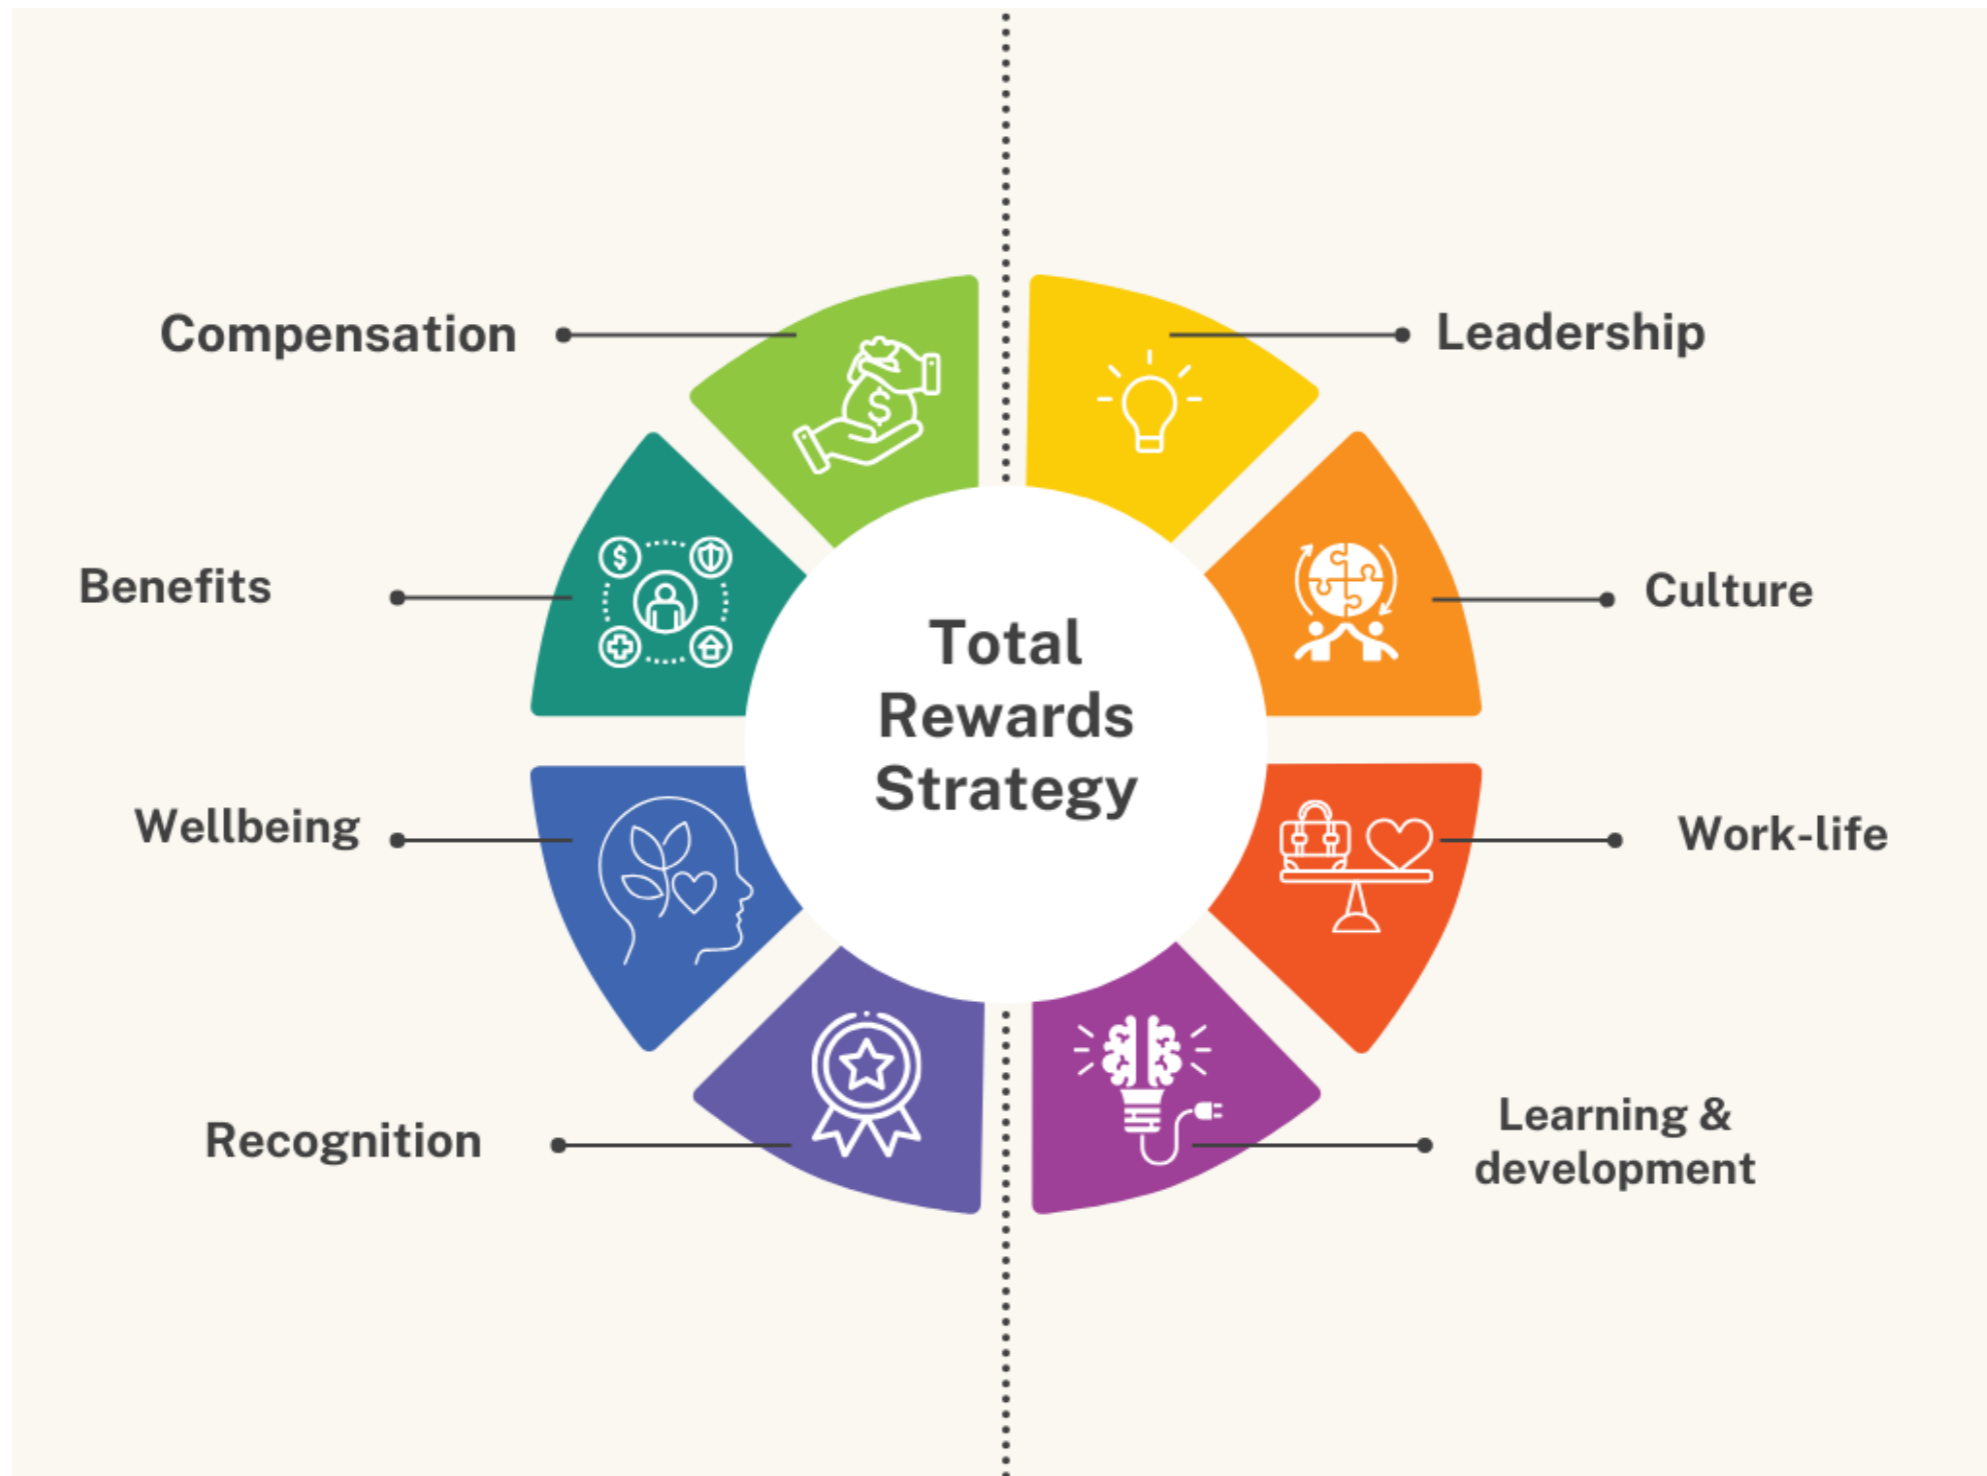 Compensation
Leadership
Benefits
Culture
Total
Rewards
Strategy
Wellbeing
Work-life
Recognition
Learning &
development
$
$